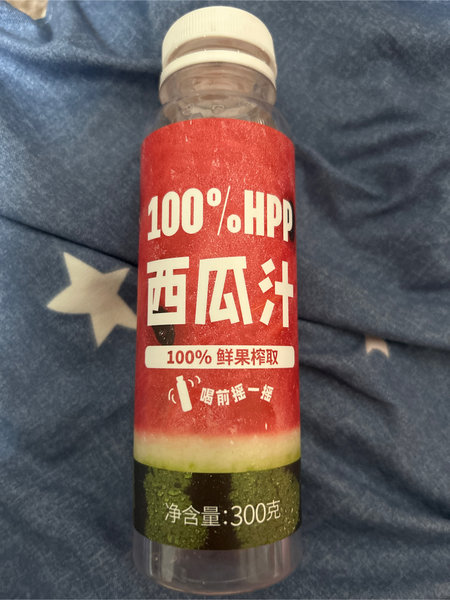 100%HPP
西瓜汁
100% 鲜果榨取
喝前摇一摇
净含量:300克